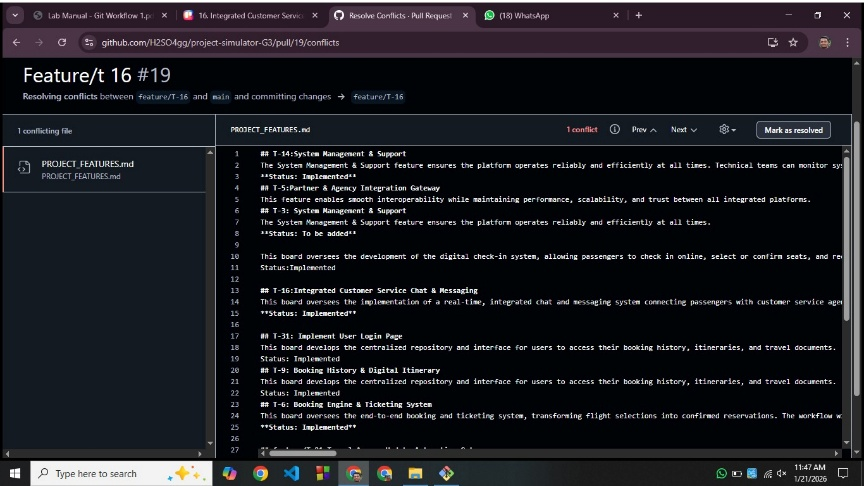 Lab Manual - Git Workflow 1.p
16. Integrated Customer Servic
Resolve Conflicts · Pull Request
(18) WhatsApp
github.com/H2SO4gg/project-simulator-G3/pull/19/conflicts
Feature/t 16 #19
Resolving conflicts between feature/T-16 and main and committing changes → feature/T-16
1 conflicting file
PROJECT_FEATURES.md
PROJECT_FEATURES.md
PROJECT_FEATURES.md
1 conflict
Prev
Next
Mark as resolved
1 ## T-14:System Management & Support
2 The System Management & Support feature ensures the platform operates reliably and efficiently at all times. Technical teams can monitor sy
3 **Status: Implemented**
4 ## T-5:Partner & Agency Integration Gateway
5 This feature enables smooth interoperability while maintaining performance, scalability, and trust between all integrated platforms.
6 ## T-3: System Management & Support
7 The System Management & Support feature ensures the platform operates reliably and efficiently at all times.
8 **Status: To be added**
9
10 This board oversees the development of the digital check-in system, allowing passengers to check in online, select or confirm seats, and re
11 Status:Implemented
12
13 ## T-16:Integrated Customer Service Chat & Messaging
14 This board oversees the implementation of a real-time, integrated chat and messaging system connecting passengers with customer service age
15 **Status: Implemented**
16
17 ## T-31: Implement User Login Page
18 This board develops the centralized repository and interface for users to access their booking history, itineraries, and travel documents.
19 Status: Implemented
20 ## T-9: Booking History & Digital Itinerary
21 This board develops the centralized repository and interface for users to access their booking history, itineraries, and travel documents.
22 Status: Implemented
23 ## T-6: Booking Engine & Ticketing System
24 This board oversees the end-to-end booking and ticketing system, transforming flight selections into confirmed reservations. The workflow w
25 **Status: Implemented**
26
27
Type here to search
11:47 AM
1/21/2026